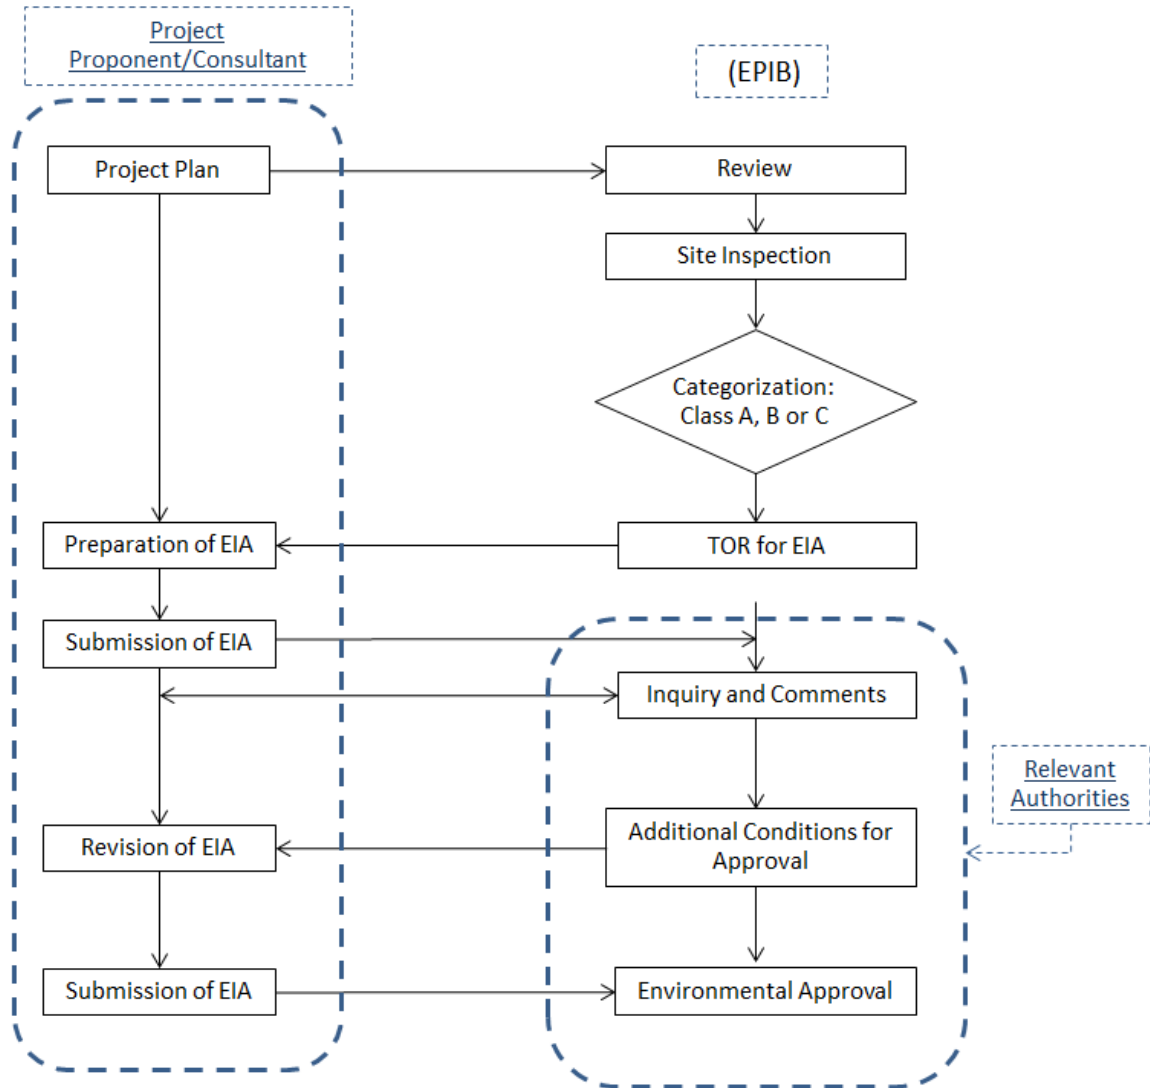 Project
Proponent/Consultant
(EPIB)
Project Plan
Review
Site Inspection
Categorization:
Class A, B or C
Preparation of EIA
TOR for EIA
Submission of EIA
Inquiry and Comments
Relevant
Authorities
Revision of EIA
Additional Conditions for
Approval
Submission of EIA
Environmental Approval